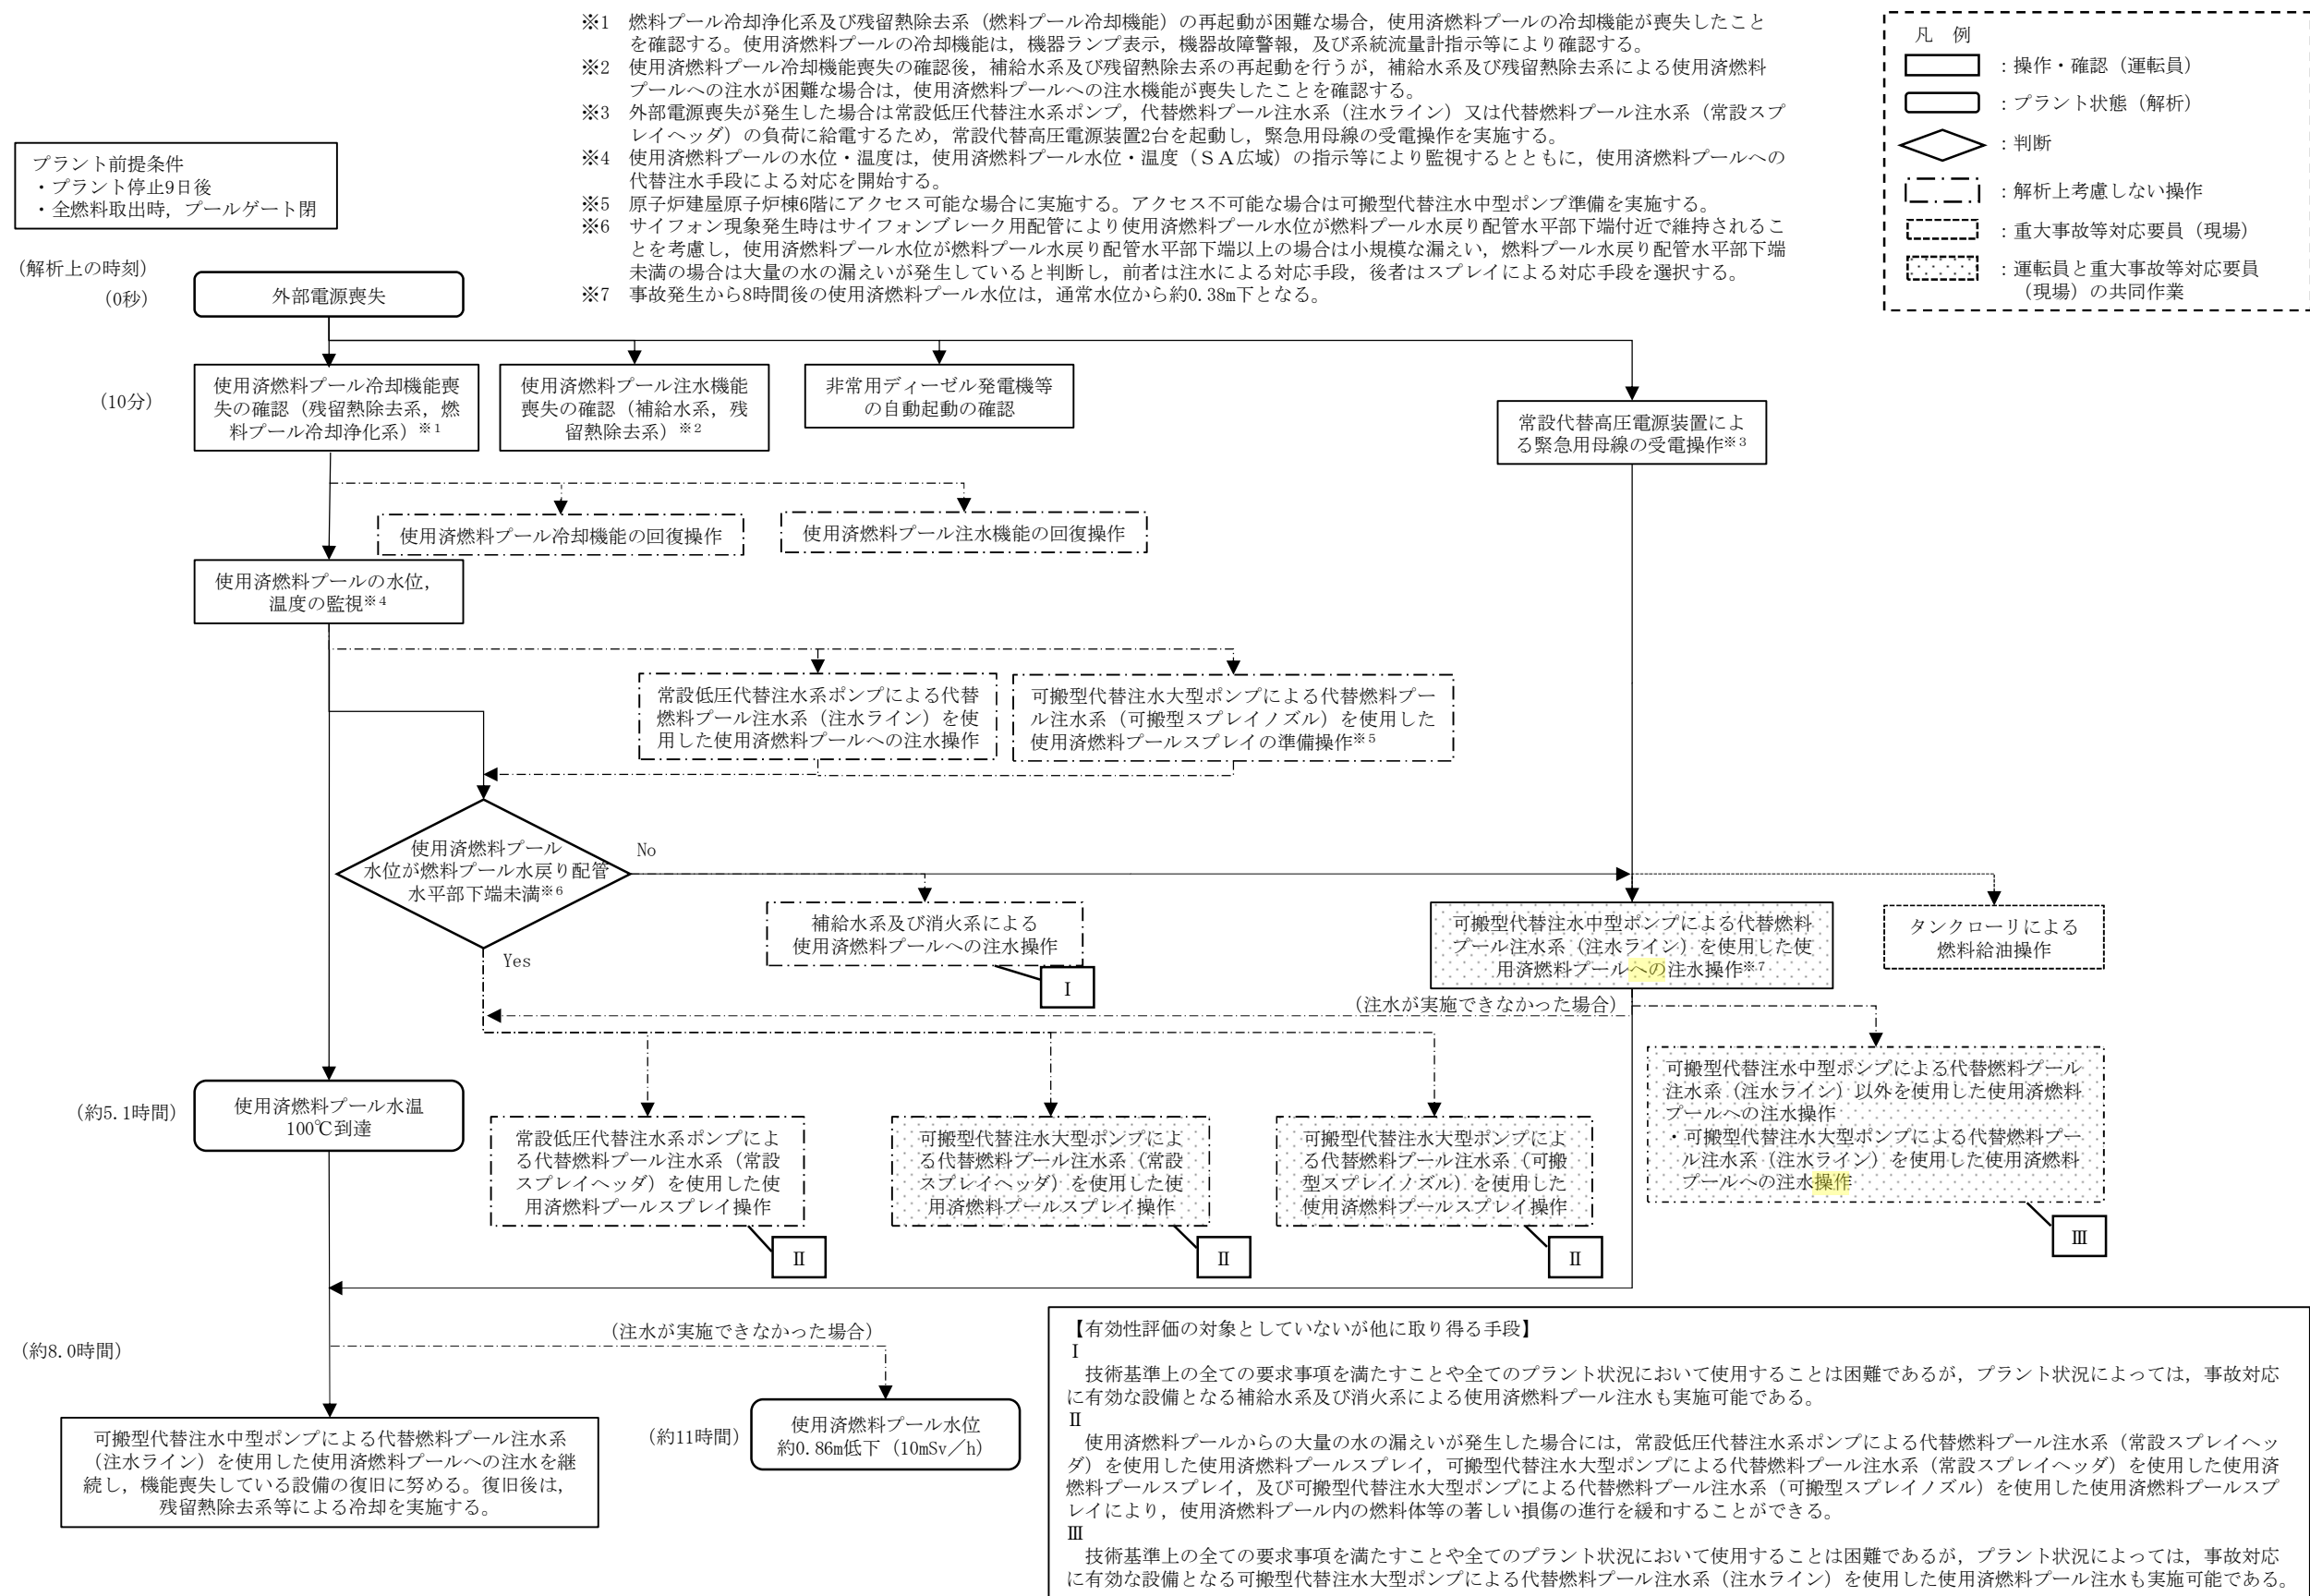 ※1 燃料プール冷却浄化系及び残留熱除去系（燃料プール冷却機能）の再起動が困難な場合，使用済燃料プールの冷却機能が喪失したこと
を確認する。使用済燃料プールの冷却機能は，機器ランプ表示，機器故障警報，及び系統流量計指示等により確認する。
※2 使用済燃料プール冷却機能喪失の確認後，補給水系及び残留熱除去系の再起動を行うが，補給水系及び残留熱除去系による使用済燃料
プールへの注水が困難な場合は，使用済燃料プールへの注水機能が喪失したことを確認する。
※3 外部電源喪失が発生した場合は常設低圧代替注水系ポンプ，代替燃料プール注水系（注水ライン）又は代替燃料プール注水系（常設スプ
レイヘッダ）の負荷に給電するため，常設代替高圧電源装置2台を起動し，緊急用母線の受電操作を実施する。
※4 使用済燃料プールの水位・温度は，使用済燃料プール水位・温度（ＳＡ広域）の指示等により監視するとともに，使用済燃料プールへの
代替注水手段による対応を開始する。
※5 原子炉建屋原子炉棟6階にアクセス可能な場合に実施する。アクセス不可能な場合は可搬型代替注水中型ポンプ準備を実施する。
※6 サイフォン現象発生時はサイフォンブレーク用配管により使用済燃料プール水位が燃料プール水戻り配管水平部下端付近で維持されるこ
とを考慮し，使用済燃料プール水位が燃料プール水戻り配管水平部下端以上の場合は小規模な漏えい，燃料プール水戻り配管水平部下端
未満の場合は大量の水の漏えいが発生していると判断し，前者は注水による対応手段，後者はスプレイによる対応手段を選択する。
※7 事故発生から8時間後の使用済燃料プール水位は，通常水位から約0.38m下となる。
凡 例
：操作・確認（運転員）
：プラント状態（解析）
：判断
：解析上考慮しない操作
：重大事故等対応要員（現場）
：運転員と重大事故等対応要員
（現場）の共同作業
プラント前提条件
・プラント停止9日後
・全燃料取出時，プールゲート閉
（解析上の時刻）
（0秒）
外部電源喪失
（10分）
使用済燃料プール冷却機能喪
失の確認（残留熱除去系，燃
料プール冷却浄化系）※1
使用済燃料プール注水機能
喪失の確認（補給水系，残
留熱除去系）※2
非常用ディーゼル発電機等
の自動起動の確認
常設代替高圧電源装置によ
る緊急用母線の受電操作※3
使用済燃料プール冷却機能の回復操作
使用済燃料プール注水機能の回復操作
使用済燃料プールの水位，
温度の監視※4
常設低圧代替注水系ポンプによる代替
燃料プール注水系（注水ライン）を使
用した使用済燃料プールへの注水操作
可搬型代替注水大型ポンプによる代替燃料プー
ル注水系（可搬型スプレイノズル）を使用した
使用済燃料プールスプレイの準備操作※5
使用済燃料プール
水位が燃料プール水戻り配管
水平部下端未満※6
No
Yes
補給水系及び消火系による
使用済燃料プールへの注水操作
Ⅰ
可搬型代替注水中型ポンプによる代替燃料
プール注水系（注水ライン）を使用した使
用済燃料プールへの注水操作※7
タンクローリによる
燃料給油操作
（注水が実施できなかった場合）
可搬型代替注水中型ポンプによる代替燃料プール
注水系（注水ライン）以外を使用した使用済燃料
プールへの注水操作
・可搬型代替注水大型ポンプによる代替燃料プー
ル注水系（注水ライン）を使用した使用済燃料
プールへの注水操作
Ⅲ
（約5.1時間）
使用済燃料プール水温
100℃到達
常設低圧代替注水系ポンプによ
る代替燃料プール注水系（常設
スプレイヘッダ）を使用した使
用済燃料プールスプレイ操作
Ⅱ
可搬型代替注水大型ポンプによ
る代替燃料プール注水系（常設
スプレイヘッダ）を使用した使
用済燃料プールスプレイ操作
Ⅱ
可搬型代替注水大型ポンプによ
る代替燃料プール注水系（可搬
型スプレイノズル）を使用した
使用済燃料プールスプレイ操作
Ⅱ
（約8.0時間）
（注水が実施できなかった場合）
可搬型代替注水中型ポンプによる代替燃料プール注水系
（注水ライン）を使用した使用済燃料プールへの注水を継
続し，機能喪失している設備の復旧に努める。復旧後は，
残留熱除去系等による冷却を実施する。
（約11時間）
使用済燃料プール水位
約0.86m低下（10mSv／h）
【有効性評価の対象としていないが他に取り得る手段】
Ⅰ
技術基準上の全ての要求事項を満たすことや全てのプラント状況において使用することは困難であるが，プラント状況によっては，事故対応
に有効な設備となる補給水系及び消火系による使用済燃料プール注水も実施可能である。
Ⅱ
使用済燃料プールからの大量の水の漏えいが発生した場合には，常設低圧代替注水系ポンプによる代替燃料プール注水系（常設スプレイヘッ
ダ）を使用した使用済燃料プールスプレイ，可搬型代替注水大型ポンプによる代替燃料プール注水系（常設スプレイヘッダ）を使用した使用済
燃料プールスプレイ，及び可搬型代替注水大型ポンプによる代替燃料プール注水系（可搬型スプレイノズル）を使用した使用済燃料プールスプ
レイにより，使用済燃料プール内の燃料体等の著しい損傷の進行を緩和することができる。
Ⅲ
技術基準上の全ての要求事項を満たすことや全てのプラント状況において使用することは困難であるが，プラント状況によっては，事故対応
に有効な設備となる可搬型代替注水大型ポンプによる代替燃料プール注水系（注水ライン）を使用した使用済燃料プール注水も実施可能である。